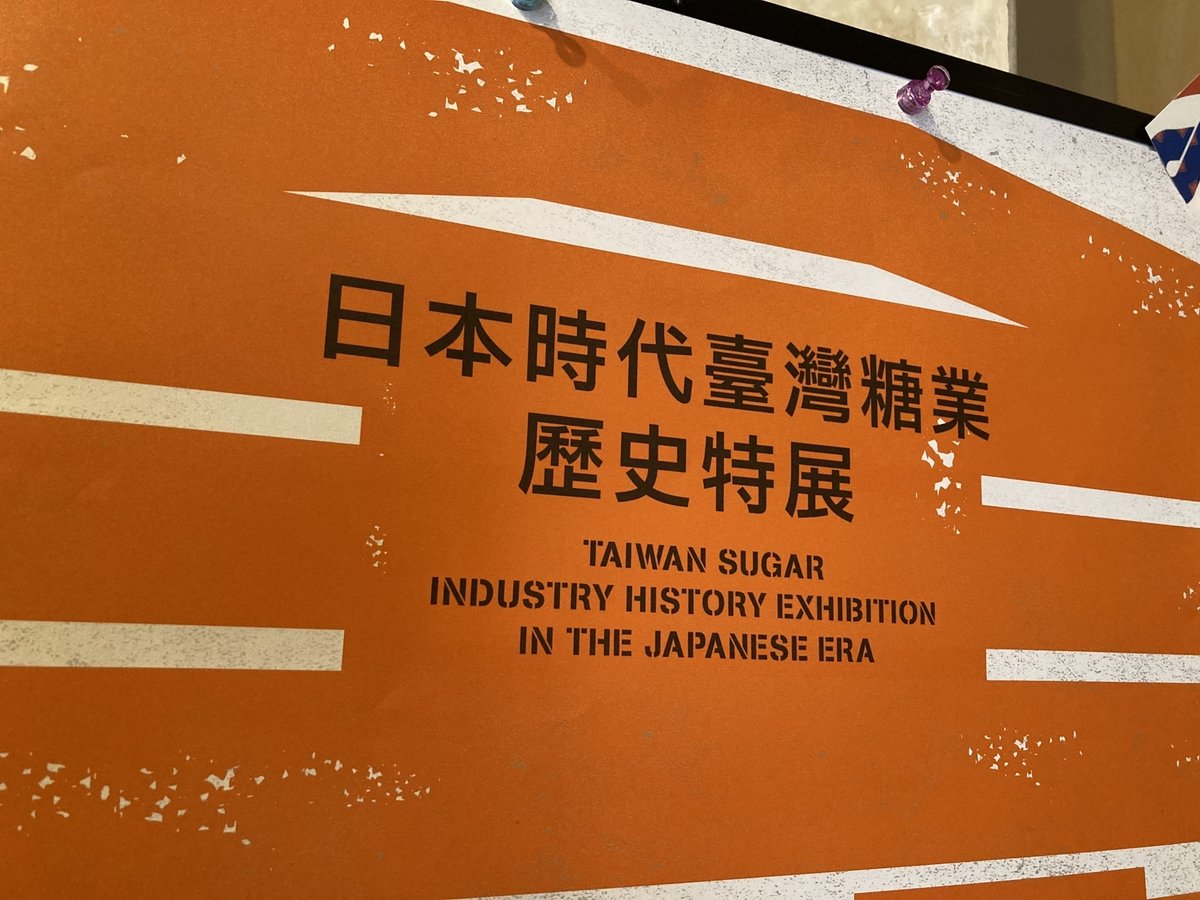 日本時代臺灣糖業
歷史特展
TAIWAN SUGAR
INDUSTRY HISTORY EXHIBITION
IN THE JAPANESE ERA